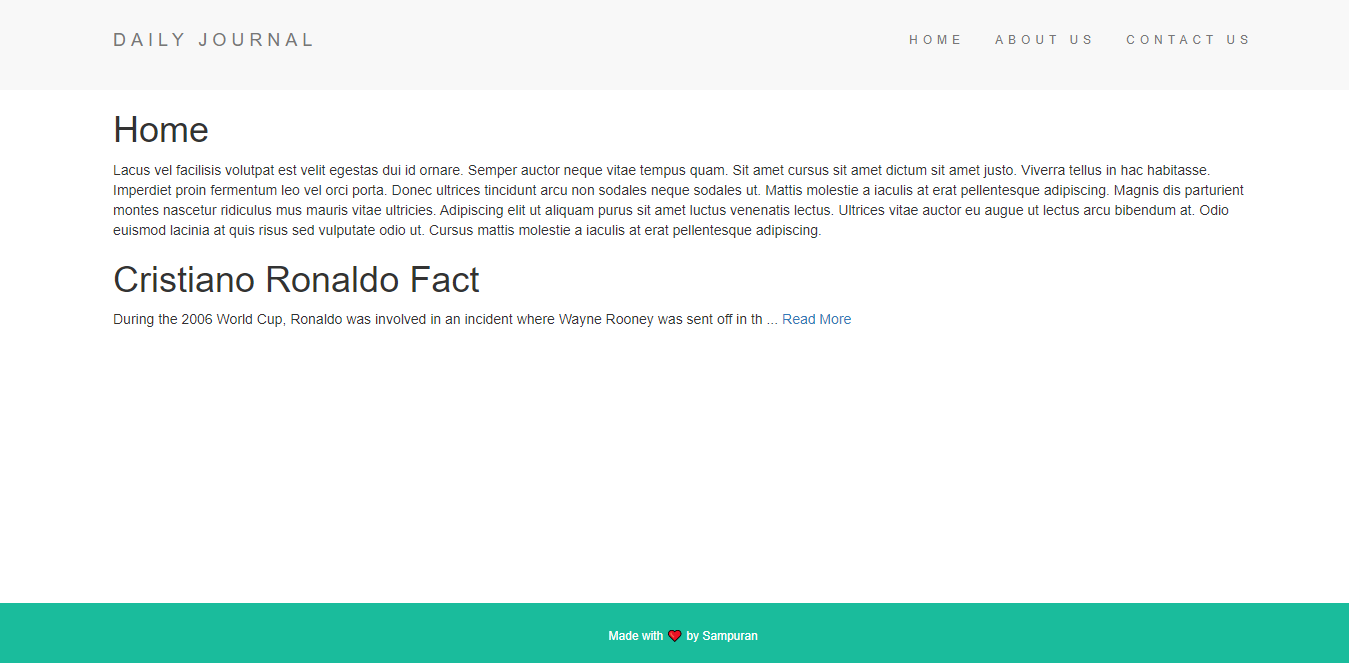 DAILY JOURNAL
HOME ABOUT US CONTACT US
Home
Lacus vel facilisis volutpat est velit egestas dui id ornare. Semper auctor neque vitae tempus quam. Sit amet cursus sit amet dictum sit amet justo. Viverra tellus in hac habitasse.
Imperdiet proin fermentum leo vel orci porta. Donec ultrices tincidunt arcu non sodales neque sodales ut. Mattis molestie a iaculis at erat pellentesque adipiscing. Magnis dis parturient
montes nascetur ridiculus mus mauris vitae ultricies. Adipiscing elit ut aliquam purus sit amet luctus venenatis lectus. Ultrices vitae auctor eu augue ut lectus arcu bibendum at. Odio
euismod lacinia at quis risus sed vulputate odio ut. Cursus mattis molestie a iaculis at erat pellentesque adipiscing.
Cristiano Ronaldo Fact
During the 2006 World Cup, Ronaldo was involved in an incident where Wayne Rooney was sent off in th ... Read More
Made with ❤ by Sampuran